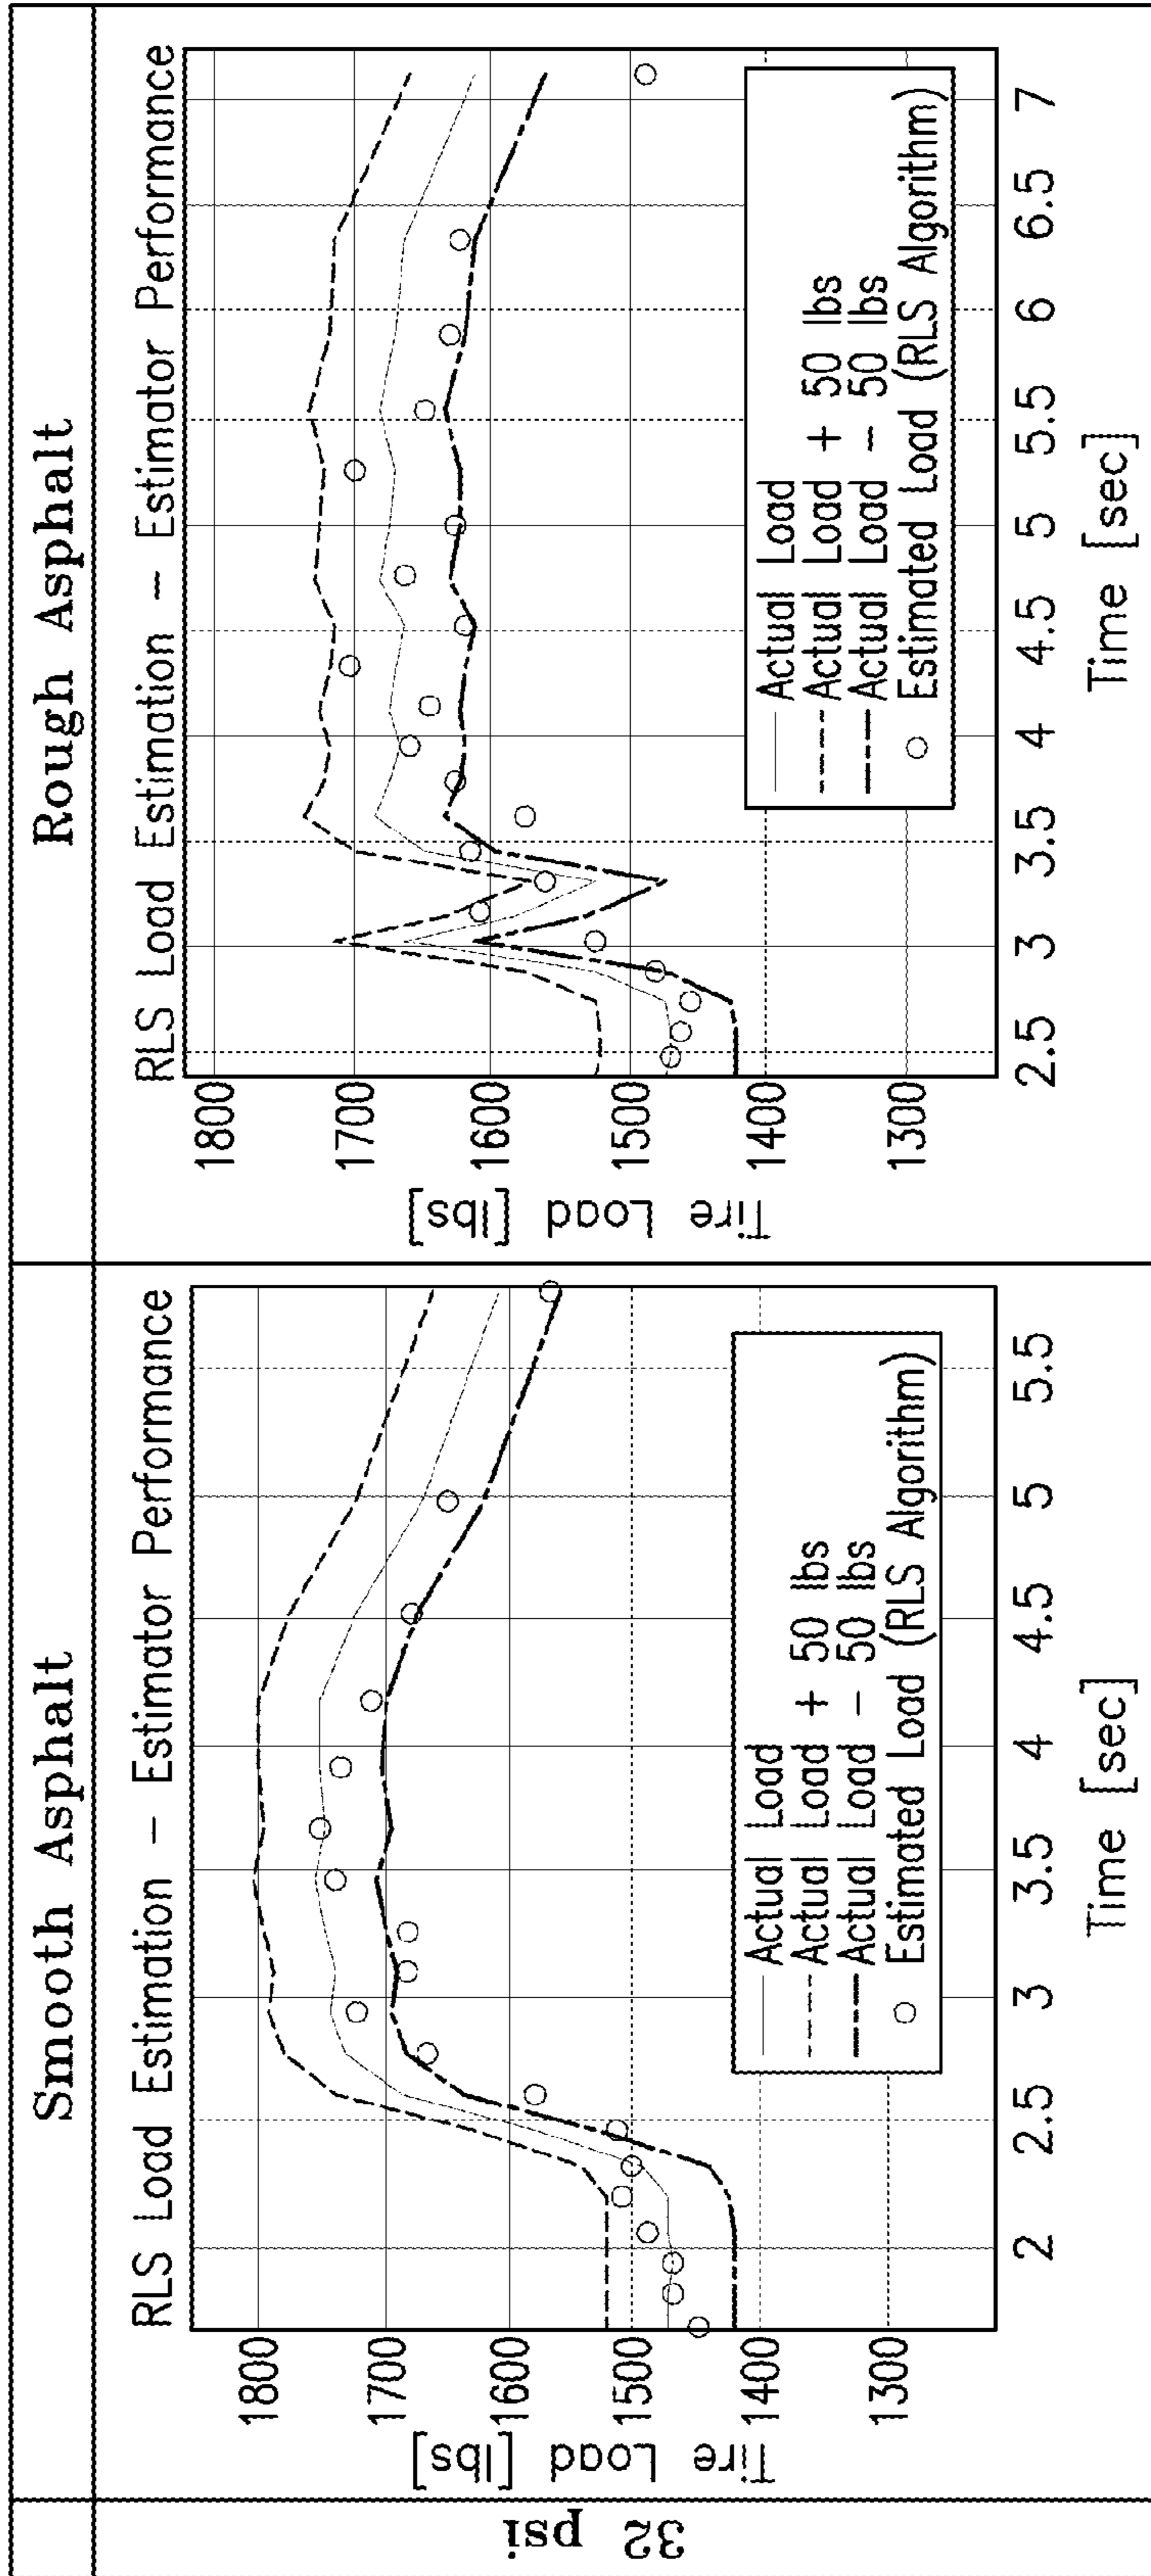 Smooth Asphalt
Rough Asphalt
32 psi
RLS Load Estimation - Estimator Performance
Tire Load [lbs]
1800
1700
1600
1500
1400
1300
Actual Load
Actual Load + 50 lbs
Actual Load - 50 lbs
Estimated Load (RLS Algorithm)
2 2.5 3 3.5 4 4.5 5 5.5
Time [sec]
RLS Load Estimation - Estimator Performance
Tire Load [lbs]
1800
1700
1600
1500
1400
1300
Actual Load
Actual Load + 50 lbs
Actual Load - 50 lbs
Estimated Load (RLS Algorithm)
2.5 3 3.5 4 4.5 5 5.5 6 6.5 7
Time [sec]